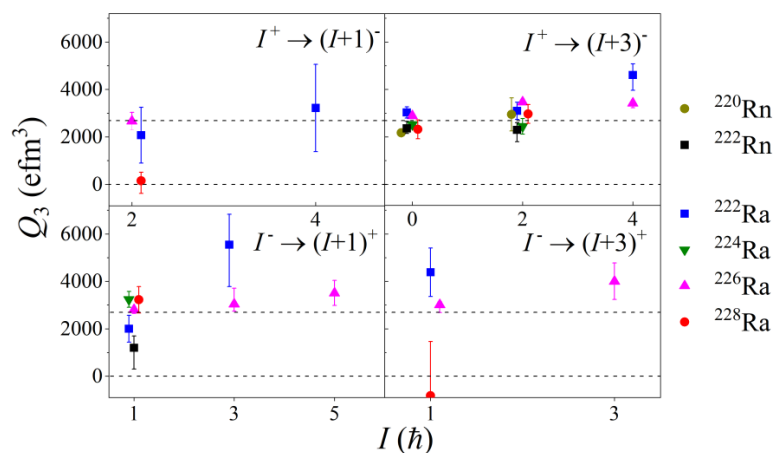 I⁺ → (I+1)⁻
I⁺ → (I+3)⁻
6000
4000
2000
0
2
4
0
2
4
I⁻ → (I+1)⁺
I⁻ → (I+3)⁺
6000
4000
2000
0
1
3
5
1
3
Q₃ (efm³)
I (ħ)
²²⁰Rn
²²²Rn
²²²Ra
²²⁴Ra
²²⁶Ra
²²⁸Ra